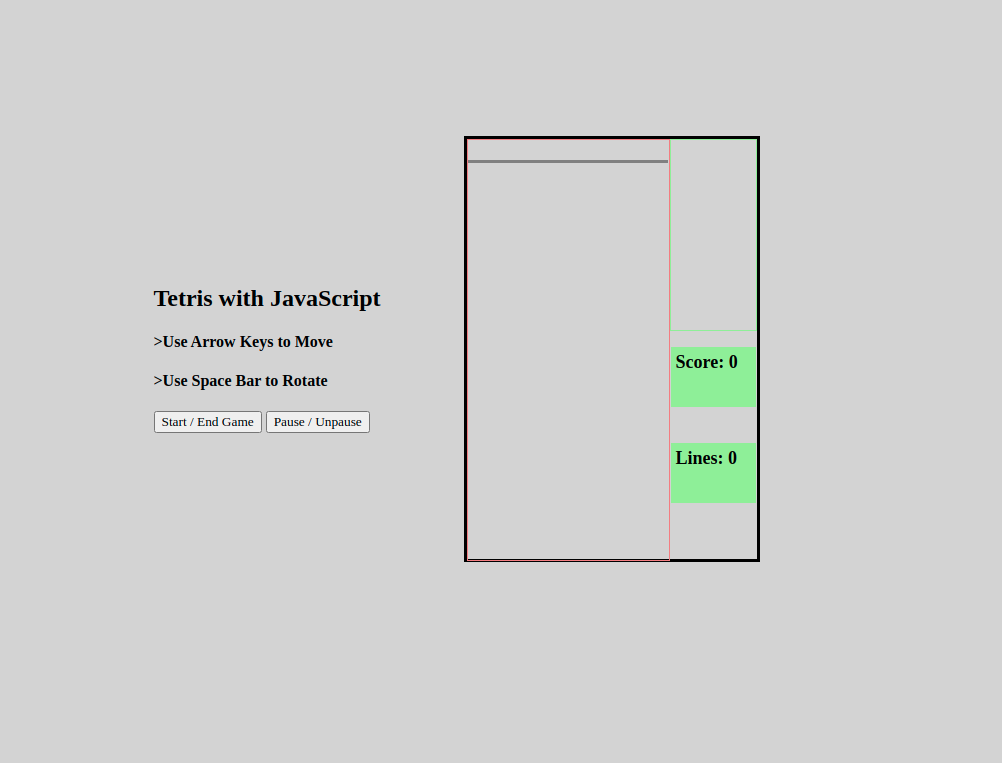 Tetris with JavaScript
>Use Arrow Keys to Move
>Use Space Bar to Rotate
Start / End Game
Pause / Unpause
Score: 0
Lines: 0